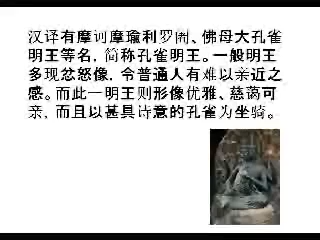 汉译有摩诃摩瑜利罗阇、佛母大孔雀
明王等名，简称孔雀明王。一般明王
多现忿怒像，令普通人有难以亲近之
感。而此一明王则形像优雅、慈蔼可
亲，而且以甚具诗意的孔雀为坐骑。